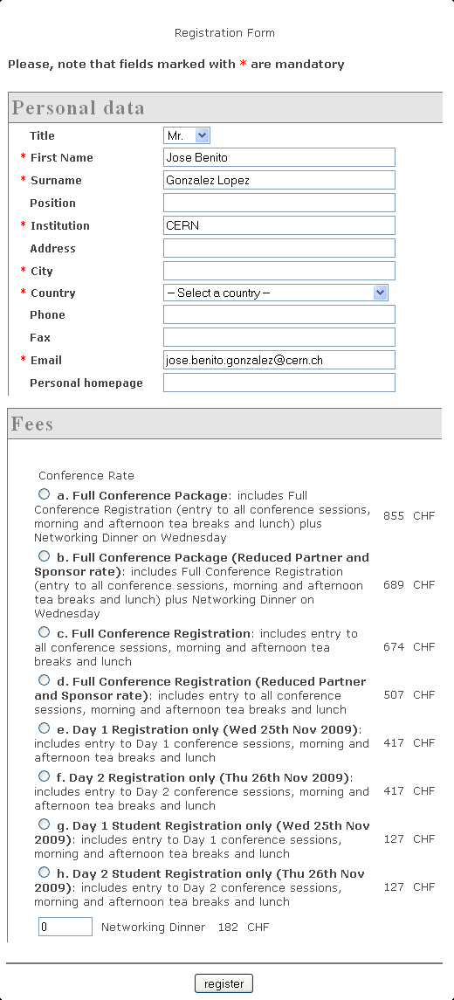 Registration Form
Please, note that fields marked with * are mandatory
Personal data
Title Mr.
* First Name Jose Benito
* Surname Gonzalez Lopez
Position
* Institution CERN
Address
* City
* Country -- Select a country --
Phone
Fax
* Email jose.benito.gonzalez@cern.ch
Personal homepage
Fees
Conference Rate
a. Full Conference Package: includes Full
Conference Registration (entry to all conference sessions,
morning and afternoon tea breaks and lunch) plus
Networking Dinner on Wednesday
855 CHF
b. Full Conference Package (Reduced Partner and
Sponsor rate): includes Full Conference Registration
(entry to all conference sessions, morning and afternoon
tea breaks and lunch) plus Networking Dinner on
Wednesday
689 CHF
c. Full Conference Registration: includes entry to
all conference sessions, morning and afternoon tea
breaks and lunch
674 CHF
d. Full Conference Registration (Reduced Partner
and Sponsor rate): includes entry to all conference
sessions, morning and afternoon tea breaks and lunch
507 CHF
e. Day 1 Registration only (Wed 25th Nov 2009):
includes entry to Day 1 conference sessions, morning and
afternoon tea breaks and lunch
417 CHF
f. Day 2 Registration only (Thu 26th Nov 2009):
includes entry to Day 2 conference sessions, morning and
afternoon tea breaks and lunch
417 CHF
g. Day 1 Student Registration only (Wed 25th Nov
2009): includes entry to Day 1 conference sessions,
morning and afternoon tea breaks and lunch
127 CHF
h. Day 2 Student Registration only (Thu 26th Nov
2009): includes entry to Day 2 conference sessions,
morning and afternoon tea breaks and lunch
127 CHF
0 Networking Dinner 182 CHF
register